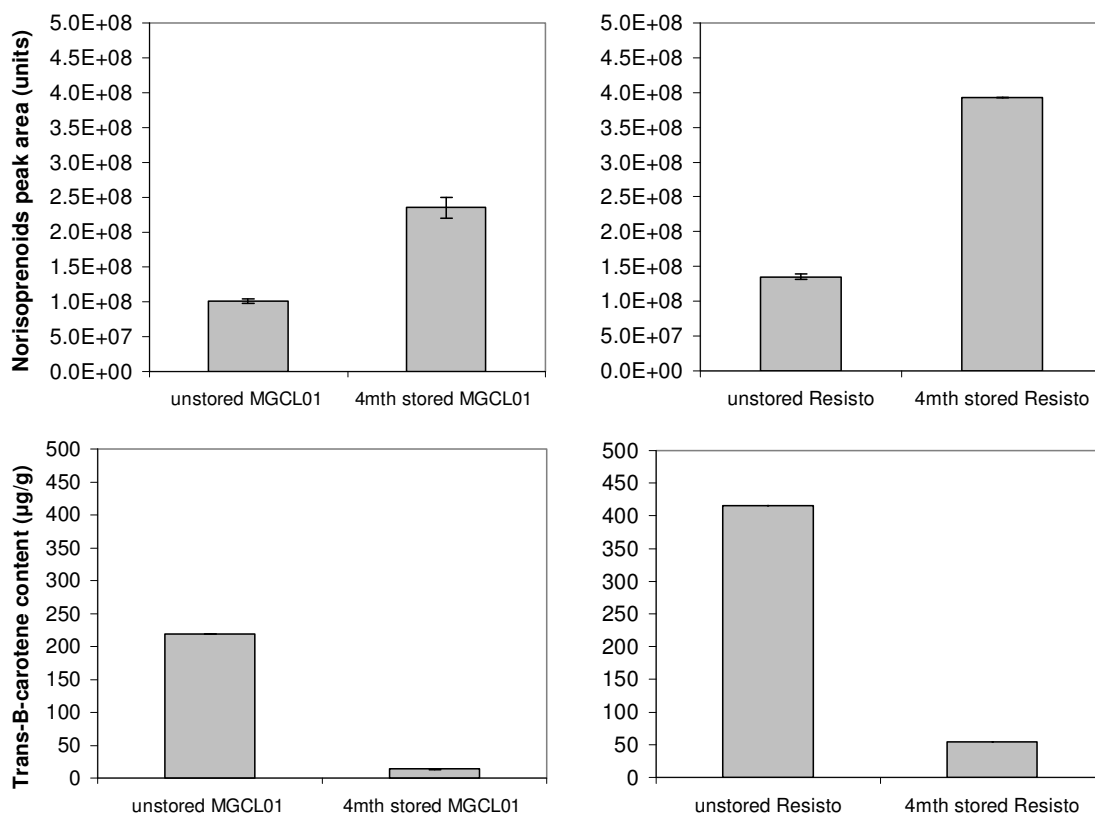 Norisoprenoids peak area (units)
5.0E+08
4.5E+08
4.0E+08
3.5E+08
3.0E+08
2.5E+08
2.0E+08
1.5E+08
1.0E+08
5.0E+07
0.0E+00
unstored MGCL01 4mth stored MGCL01
5.0E+08
4.5E+08
4.0E+08
3.5E+08
3.0E+08
2.5E+08
2.0E+08
1.5E+08
1.0E+08
5.0E+07
0.0E+00
unstored Resisto 4mth stored Resisto
Trans-B-carotene content (µg/g)
500
450
400
350
300
250
200
150
100
50
0
unstored MGCL01 4mth stored MGCL01
500
450
400
350
300
250
200
150
100
50
0
unstored Resisto 4mth stored Resisto